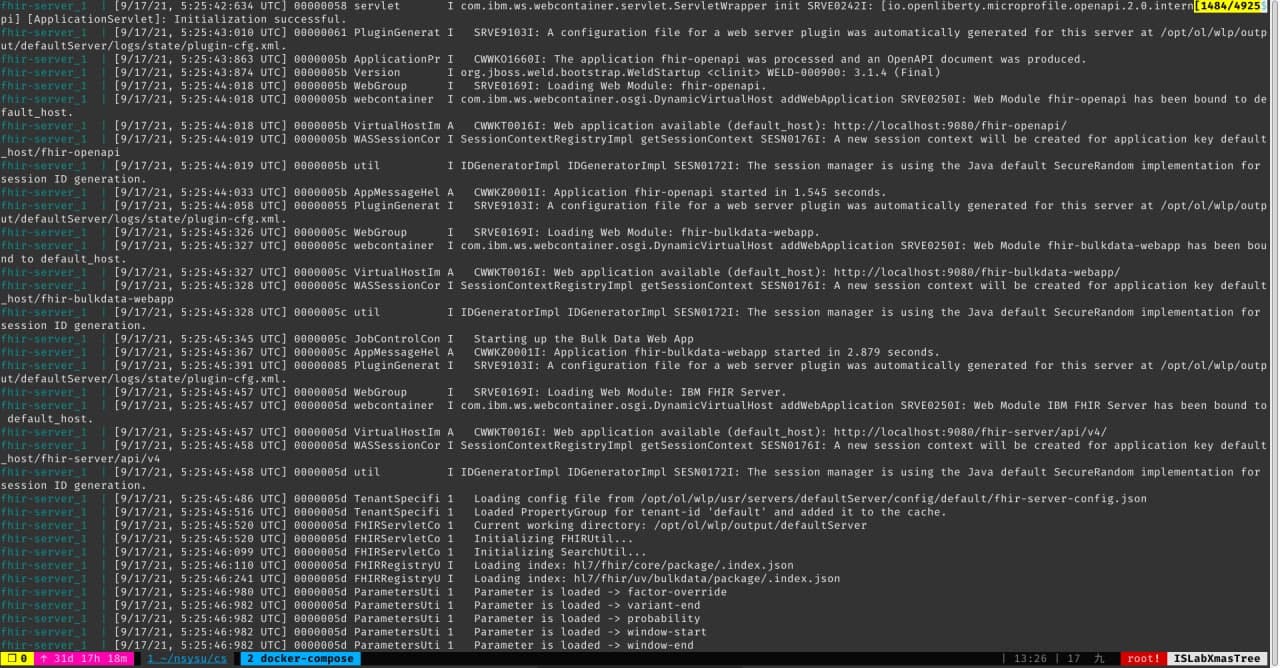 fhir-server_1  | [9/17/21, 5:25:42:634 UTC] 00000058 servlet       I com.ibm.ws.webcontainer.servlet.ServletWrapper init SRVE0242I: [io.openliberty.microprofile.openapi.2.0.intern[1484/4925
pi] [ApplicationServlet]: Initialization successful.
fhir-server_1  | [9/17/21, 5:25:43:010 UTC] 00000061 PluginGenerat I   SRVE9103I: A configuration file for a web server plugin was automatically generated for this server at /opt/ol/wlp/outp
ut/defaultServer/logs/state/plugin-cfg.xml.
fhir-server_1  | [9/17/21, 5:25:43:863 UTC] 0000005b ApplicationPr I   CWWKO1660I: The application fhir-openapi was processed and an OpenAPI document was produced.
fhir-server_1  | [9/17/21, 5:25:43:874 UTC] 0000005b Version       I org.jboss.weld.bootstrap.WeldStartup <clinit> WELD-000900: 3.1.4 (Final)
fhir-server_1  | [9/17/21, 5:25:44:018 UTC] 0000005b WebGroup      I   SRVE0169I: Loading Web Module: fhir-openapi.
fhir-server_1  | [9/17/21, 5:25:44:018 UTC] 0000005b webcontainer  I com.ibm.ws.webcontainer.osgi.DynamicVirtualHost addWebApplication SRVE0250I: Web Module fhir-openapi has been bound to de
fault_host.
fhir-server_1  | [9/17/21, 5:25:44:018 UTC] 0000005b VirtualHostIm A   CWWKT0016I: Web application available (default_host): http://localhost:9080/fhir-openapi/
fhir-server_1  | [9/17/21, 5:25:44:019 UTC] 0000005b WASSessionCor I SessionContextRegistryImpl getSessionContext SESN0176I: A new session context will be created for application key default
_host/fhir-openapi
fhir-server_1  | [9/17/21, 5:25:44:019 UTC] 0000005b util          I IDGeneratorImpl IDGeneratorImpl SESN0172I: The session manager is using the Java default SecureRandom implementation for
session ID generation.
fhir-server_1  | [9/17/21, 5:25:44:033 UTC] 0000005b AppMessageHel A   CWWKZ0001I: Application fhir-openapi started in 1.545 seconds.
fhir-server_1  | [9/17/21, 5:25:44:058 UTC] 00000055 PluginGenerat I   SRVE9103I: A configuration file for a web server plugin was automatically generated for this server at /opt/ol/wlp/outp
ut/defaultServer/logs/state/plugin-cfg.xml.
fhir-server_1  | [9/17/21, 5:25:45:326 UTC] 0000005c WebGroup      I   SRVE0169I: Loading Web Module: fhir-bulkdata-webapp.
fhir-server_1  | [9/17/21, 5:25:45:327 UTC] 0000005c webcontainer  I com.ibm.ws.webcontainer.osgi.DynamicVirtualHost addWebApplication SRVE0250I: Web Module fhir-bulkdata-webapp has been bou
nd to default_host.
fhir-server_1  | [9/17/21, 5:25:45:327 UTC] 0000005c VirtualHostIm A   CWWKT0016I: Web application available (default_host): http://localhost:9080/fhir-bulkdata-webapp/
fhir-server_1  | [9/17/21, 5:25:45:328 UTC] 0000005c WASSessionCor I SessionContextRegistryImpl getSessionContext SESN0176I: A new session context will be created for application key default
_host/fhir-bulkdata-webapp
fhir-server_1  | [9/17/21, 5:25:45:328 UTC] 0000005c util          I IDGeneratorImpl IDGeneratorImpl SESN0172I: The session manager is using the Java default SecureRandom implementation for
session ID generation.
fhir-server_1  | [9/17/21, 5:25:45:345 UTC] 0000005c JobControlCon I   Starting up the Bulk Data Web App
fhir-server_1  | [9/17/21, 5:25:45:367 UTC] 0000005c AppMessageHel A   CWWKZ0001I: Application fhir-bulkdata-webapp started in 2.879 seconds.
fhir-server_1  | [9/17/21, 5:25:45:391 UTC] 00000085 PluginGenerat I   SRVE9103I: A configuration file for a web server plugin was automatically generated for this server at /opt/ol/wlp/outp
ut/defaultServer/logs/state/plugin-cfg.xml.
fhir-server_1  | [9/17/21, 5:25:45:457 UTC] 0000005d WebGroup      I   SRVE0169I: Loading Web Module: IBM FHIR Server.
fhir-server_1  | [9/17/21, 5:25:45:457 UTC] 0000005d webcontainer  I com.ibm.ws.webcontainer.osgi.DynamicVirtualHost addWebApplication SRVE0250I: Web Module IBM FHIR Server has been bound to
 default_host.
fhir-server_1  | [9/17/21, 5:25:45:457 UTC] 0000005d VirtualHostIm A   CWWKT0016I: Web application available (default_host): http://localhost:9080/fhir-server/api/v4/
fhir-server_1  | [9/17/21, 5:25:45:457 UTC] 0000005d WASSessionCor I SessionContextRegistryImpl getSessionContext SESN0176I: A new session context will be created for application key default
_host/fhir-server/api/v4
fhir-server_1  | [9/17/21, 5:25:45:458 UTC] 0000005d util          I IDGeneratorImpl IDGeneratorImpl SESN0172I: The session manager is using the Java default SecureRandom implementation for
session ID generation.
fhir-server_1  | [9/17/21, 5:25:45:486 UTC] 0000005d TenantSpecifi 1   Loading config file from /opt/ol/wlp/usr/servers/defaultServer/config/default/fhir-server-config.json
fhir-server_1  | [9/17/21, 5:25:45:516 UTC] 0000005d TenantSpecifi 1   Loaded PropertyGroup for tenant-id 'default' and added it to the cache.
fhir-server_1  | [9/17/21, 5:25:45:520 UTC] 0000005d FHIRServletCo 1   Current working directory: /opt/ol/wlp/output/defaultServer
fhir-server_1  | [9/17/21, 5:25:45:520 UTC] 0000005d FHIRServletCo 1   Initializing FHIRUtil...
fhir-server_1  | [9/17/21, 5:25:46:099 UTC] 0000005d FHIRServletCo 1   Initializing SearchUtil...
fhir-server_1  | [9/17/21, 5:25:46:110 UTC] 0000005d FHIRRegistryU I   Loading index: hl7/fhir/core/package/.index.json
fhir-server_1  | [9/17/21, 5:25:46:241 UTC] 0000005d FHIRRegistryU I   Loading index: hl7/fhir/uv/bulkdata/package/.index.json
fhir-server_1  | [9/17/21, 5:25:46:980 UTC] 0000005d ParametersUti 1   Parameter is loaded -> factor-override
fhir-server_1  | [9/17/21, 5:25:46:982 UTC] 0000005d ParametersUti 1   Parameter is loaded -> variant-end
fhir-server_1  | [9/17/21, 5:25:46:982 UTC] 0000005d ParametersUti 1   Parameter is loaded -> probability
fhir-server_1  | [9/17/21, 5:25:46:982 UTC] 0000005d ParametersUti 1   Parameter is loaded -> window-start
fhir-server_1  | [9/17/21, 5:25:46:982 UTC] 0000005d ParametersUti 1   Parameter is loaded -> window-end
❐ 0  ↑ 31d 17h 18m  1 ~/nsysu/cs  2 docker-compose  | 13:26 | 17 九  root!  ISLabXmasTree